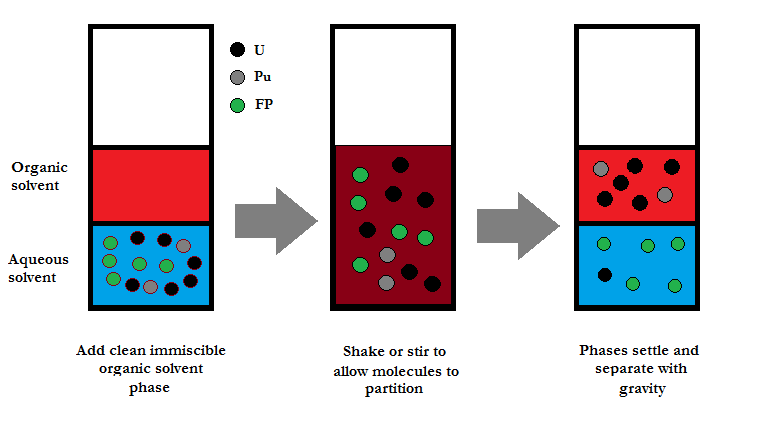 U
Pu
FP
Organic
solvent
Aqueous
solvent
Add clean immiscible
organic solvent
phase
Shake or stir to
allow molecules to
partition
Phases settle and
separate with
gravity